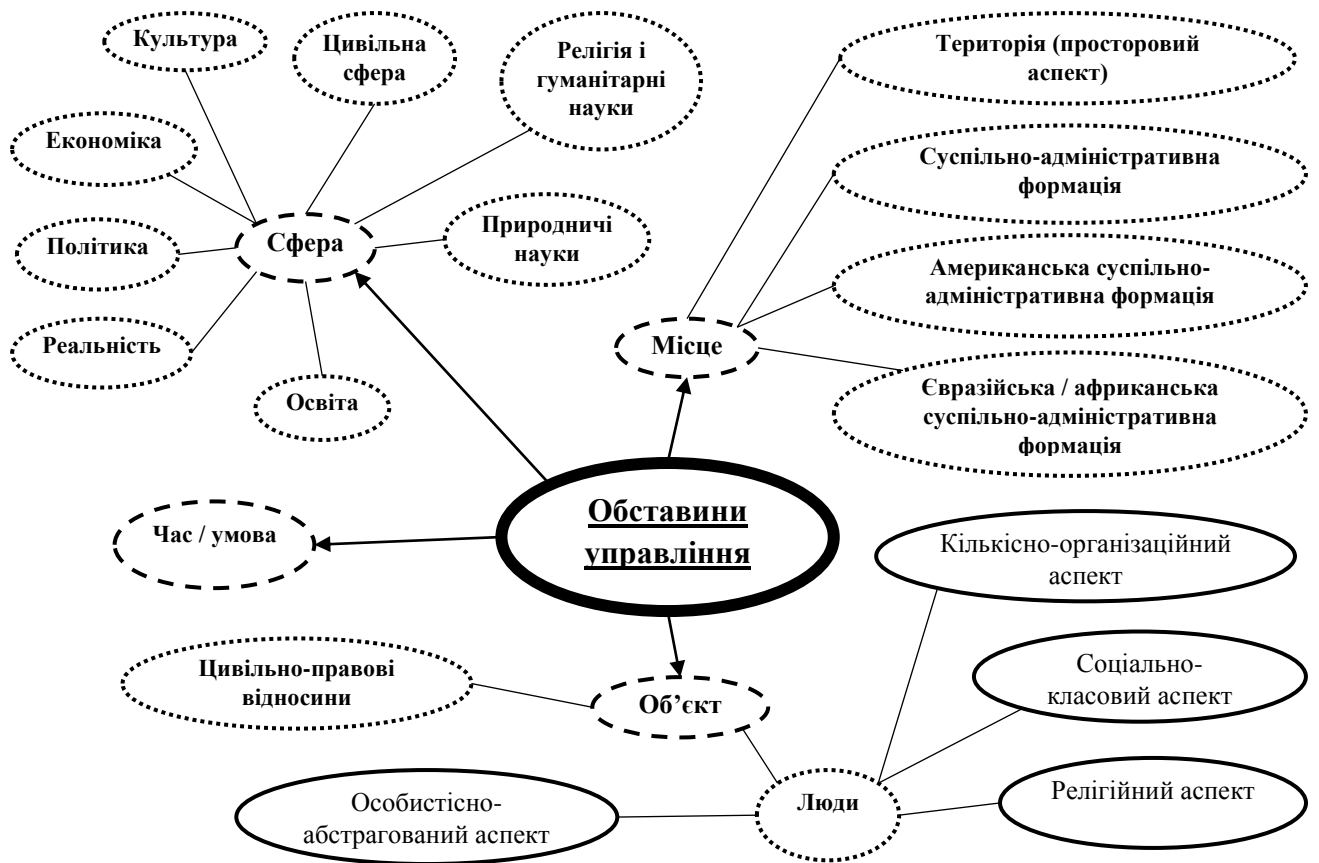 Культура
Цивільна
сфера
Релігія і
гуманітарні
науки
Територія (просторовий
аспект)
Економіка
Суспільно-адміністративна
формація
Політика
Сфера
Природничі
науки
Американська суспільно-
адміністративна формація
Реальність
Місце
Освіта
Євразійська / африканська
суспільно-адміністративна
формація
Обставини
управління
Час / умова
Кількісно-організаційний
аспект
Цивільно-правові
відносини
Об’єкт
Соціально-
класовий аспект
Особистісно-
абстрагований аспект
Люди
Релігійний аспект